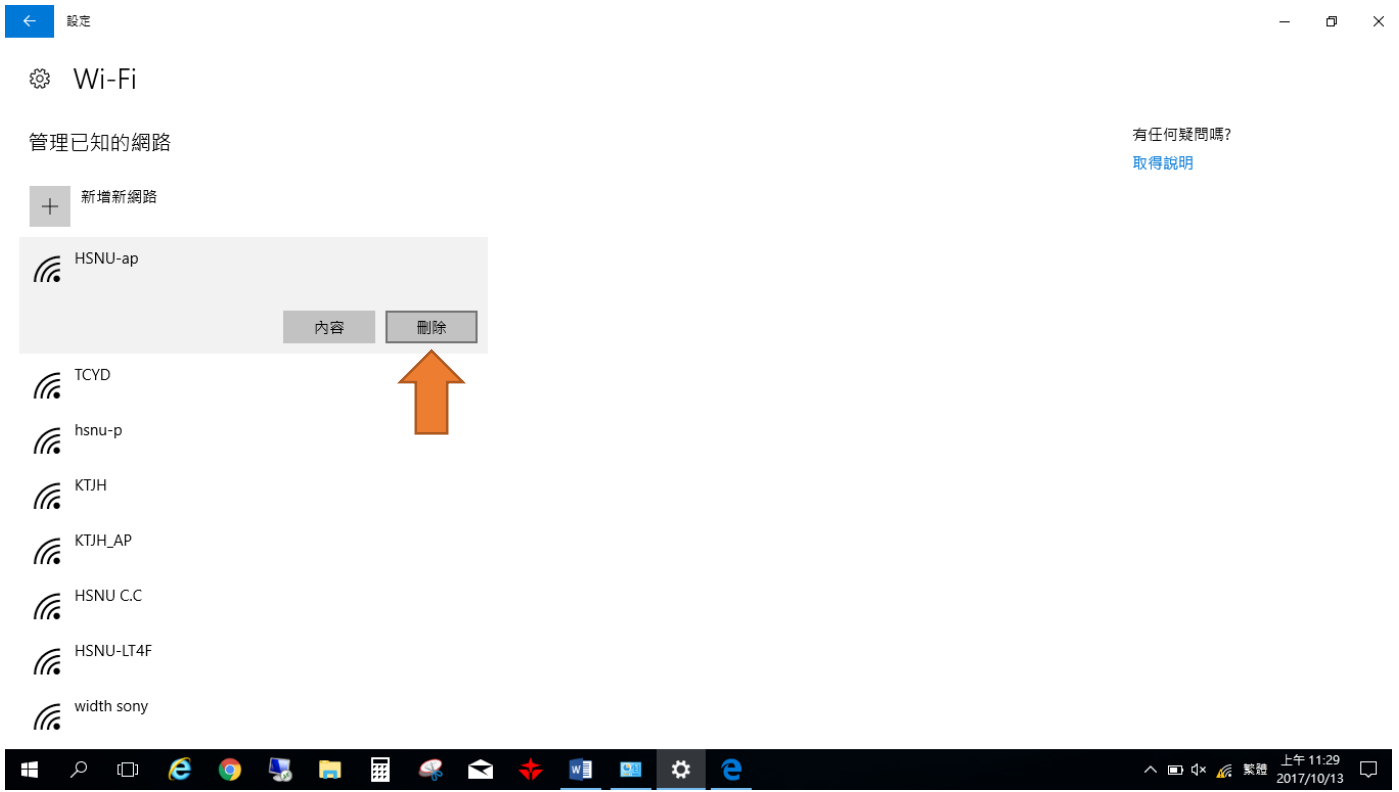 設定
Wi-Fi
管理已知的網路
有任何疑問嗎?
取得說明
新增新網路
HSNU-ap
內容
刪除
TCYD
hsnu-p
KTJH
KTJH_AP
HSNU C.C
HSNU-LT4F
width sony
繁體
上午 11:29
2017/10/13